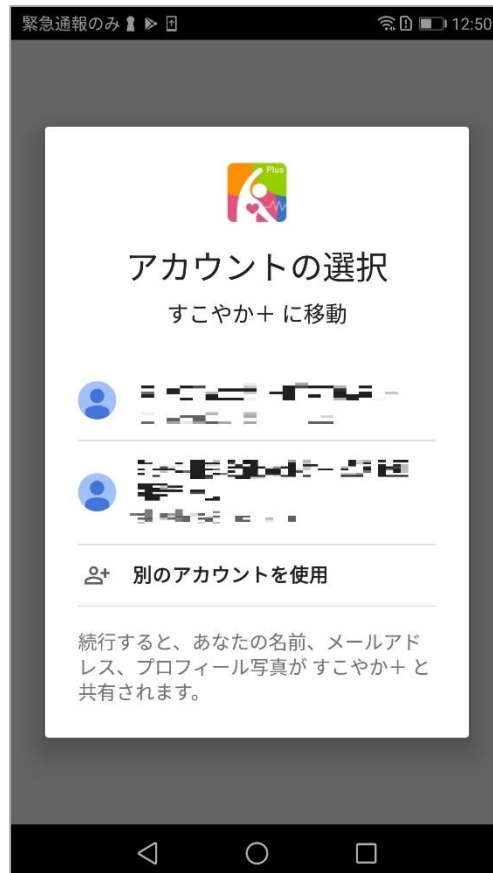 緊急通報のみ
12:50
Plus
アカウントの選択
すこやか＋ に移動
別のアカウントを使用
続行すると、あなたの名前、メールアド
レス、プロフィール写真が すこやか＋ と
共有されます。